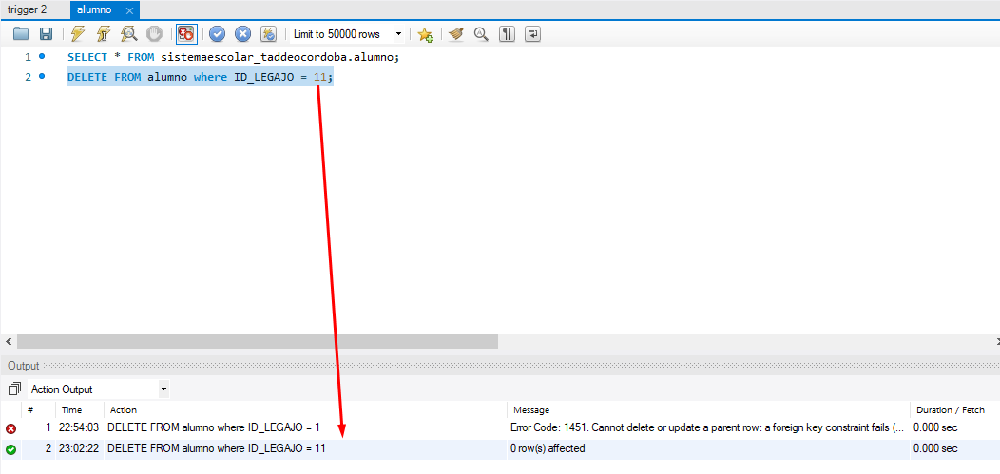 trigger 2 alumno
Limit to 50000 rows
1 SELECT * FROM sistemaescolar_taddeocordoba.alumno;
2 DELETE FROM alumno where ID_LEGAJO = 11;
Output
Action Output
# Time Action Message Duration / Fetch
1 22:54:03 DELETE FROM alumno where ID_LEGAJO = 1 Error Code: 1451. Cannot delete or update a parent row: a foreign key constraint fails (... 0.000 sec
2 23:02:22 DELETE FROM alumno where ID_LEGAJO = 11 0 row(s) affected 0.000 sec